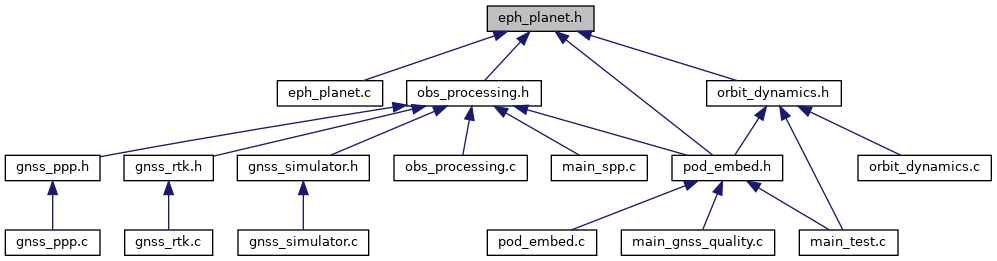 eph_planet.h
eph_planet.c
obs_processing.h
orbit_dynamics.h
gnss_ppp.h
gnss_rtk.h
gnss_simulator.h
obs_processing.c
main_spp.c
pod_embed.h
orbit_dynamics.c
gnss_ppp.c
gnss_rtk.c
gnss_simulator.c
pod_embed.c
main_gnss_quality.c
main_test.c